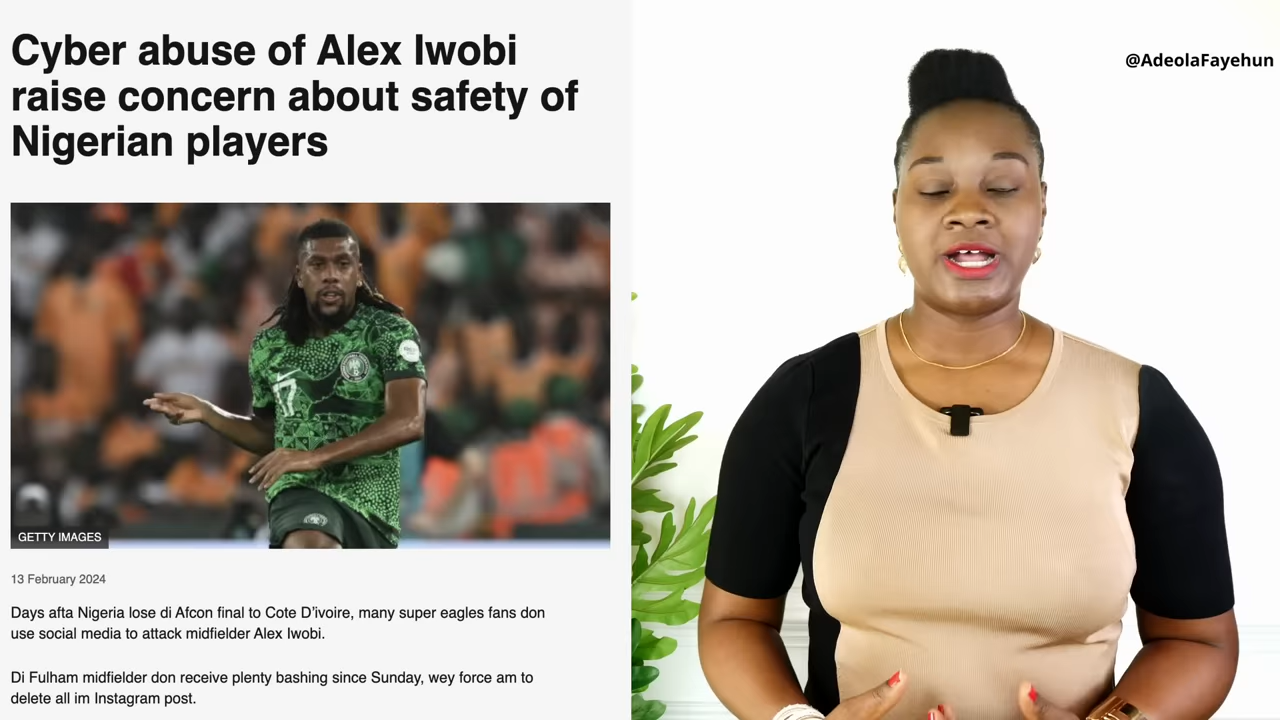 Cyber abuse of Alex Iwobi
raise concern about safety of
Nigerian players
@AdeolaFayehun
17
GETTY IMAGES
13 February 2024
Days afta Nigeria lose di Afcon final to Cote D'ivoire, many super eagles fans don
use social media to attack midfielder Alex Iwobi.
Di Fulham midfielder don receive plenty bashing since Sunday, wey force am to
delete all im Instagram post.